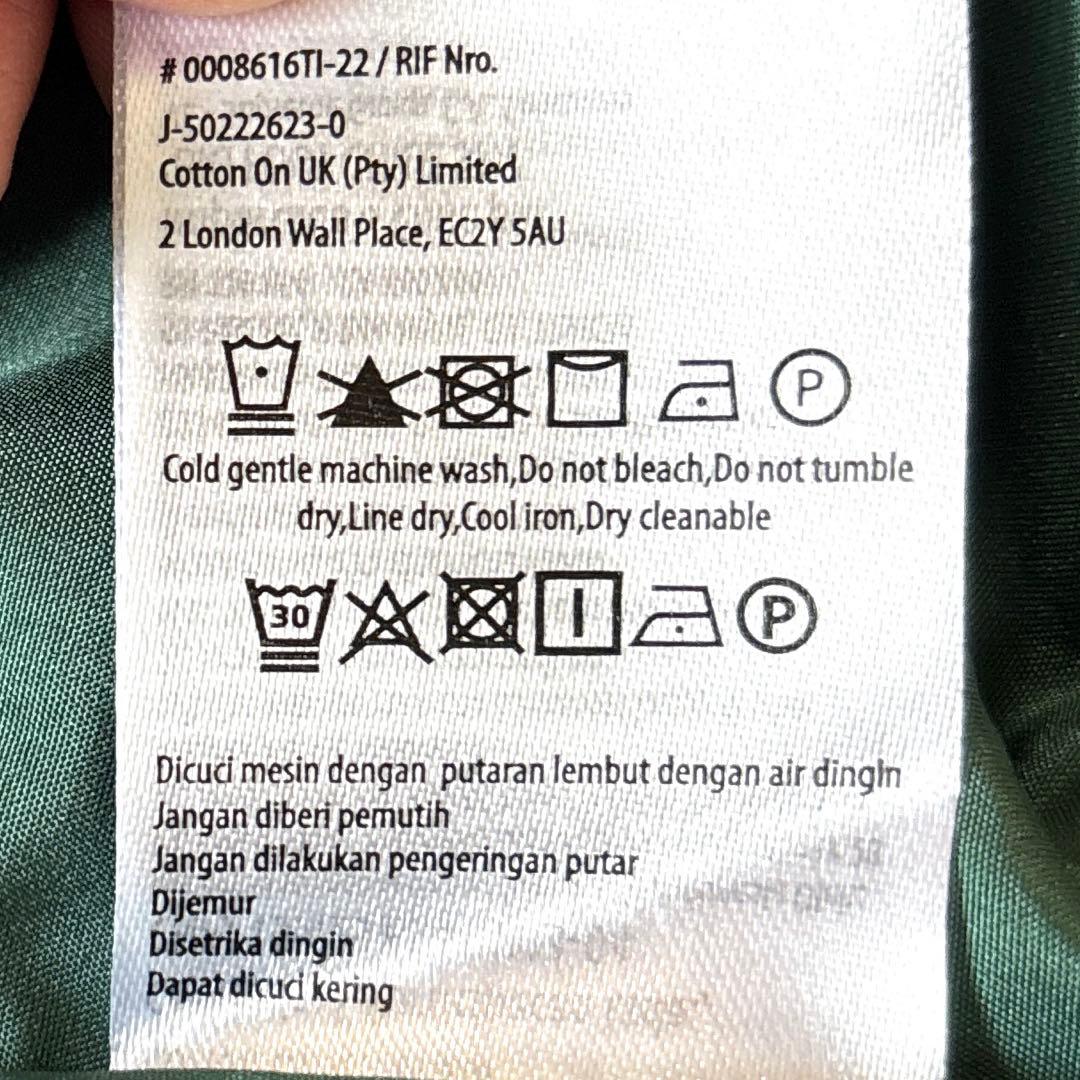 # 0008616TI-22 / RIF Nro.
J-50222623-0
Cotton On UK (Pty) Limited
2 London Wall Place, EC2Y 5AU
P
Cold gentle machine wash,Do not bleach,Do not tumble
dry,Line dry,Cool iron,Dry cleanable
30 P
Dicuci mesin dengan putaran lembut dengan air dingin
Jangan diberi pemutih
Jangan dilakukan pengeringan putar
Dijemur
Disetrika dingin
Dapat dicuci kering